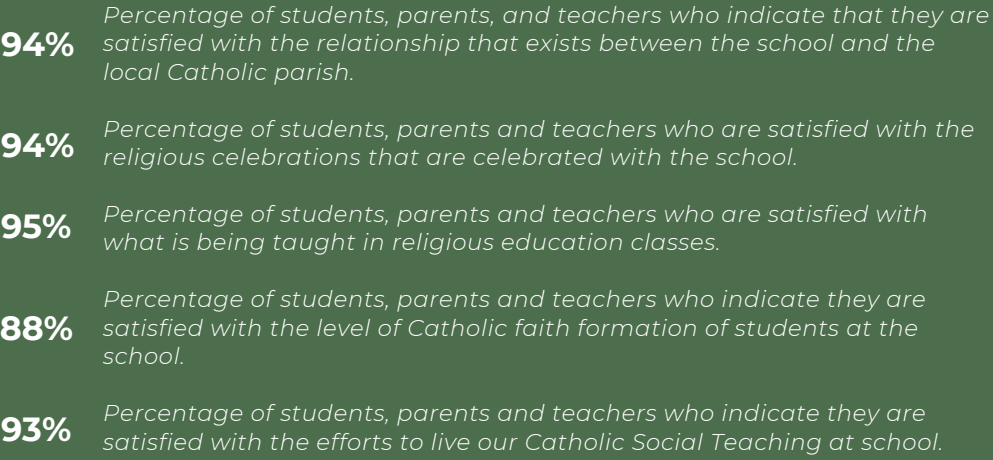 Percentage of students, parents, and teachers who indicate that they are
94% satisfied with the relationship that exists between the school and the
local Catholic parish.
94%
Percentage of students, parents and teachers who are satisfied with the
religious celebrations that are celebrated with the school.
95%
Percentage of students, parents and teachers who are satisfied with
what is being taught in religious education classes.
Percentage of students, parents and teachers who indicate they are
88% satisfied with the level of Catholic faith formation of students at the
school.
93%
Percentage of students, parents and teachers who indicate they are
satisfied with the efforts to live our Catholic Social Teaching at school.